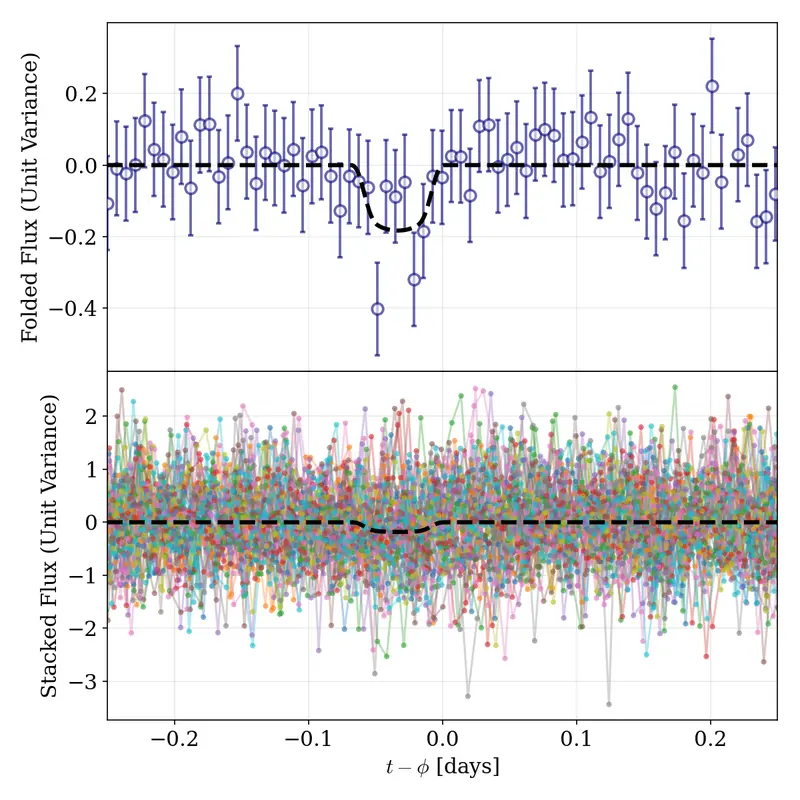 Folded Flux (Unit Variance)
0.2
0.0
−0.2
−0.4
Stacked Flux (Unit Variance)
2
1
0
−1
−2
−3
−0.2 −0.1 0.0 0.1 0.2
t − ϕ [days]